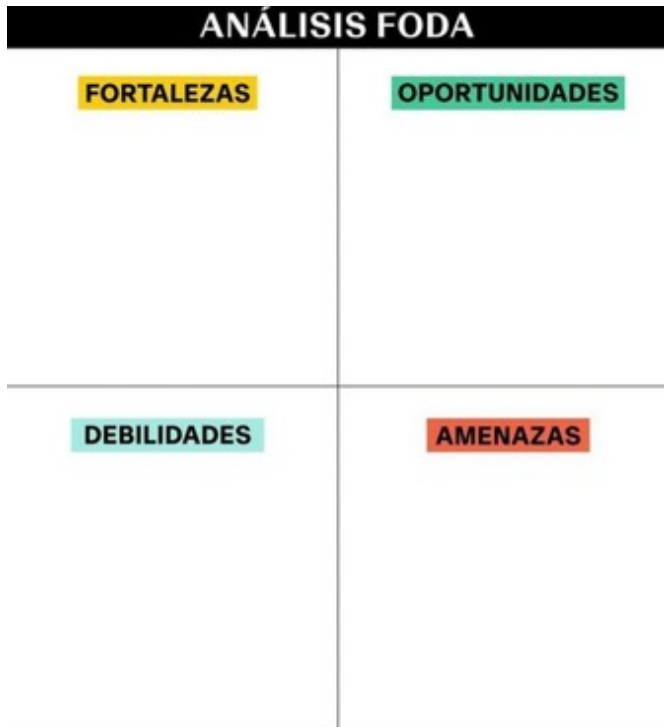 ANÁLISIS FODA
FORTALEZAS
OPORTUNIDADES
DEBILIDADES
AMENAZAS